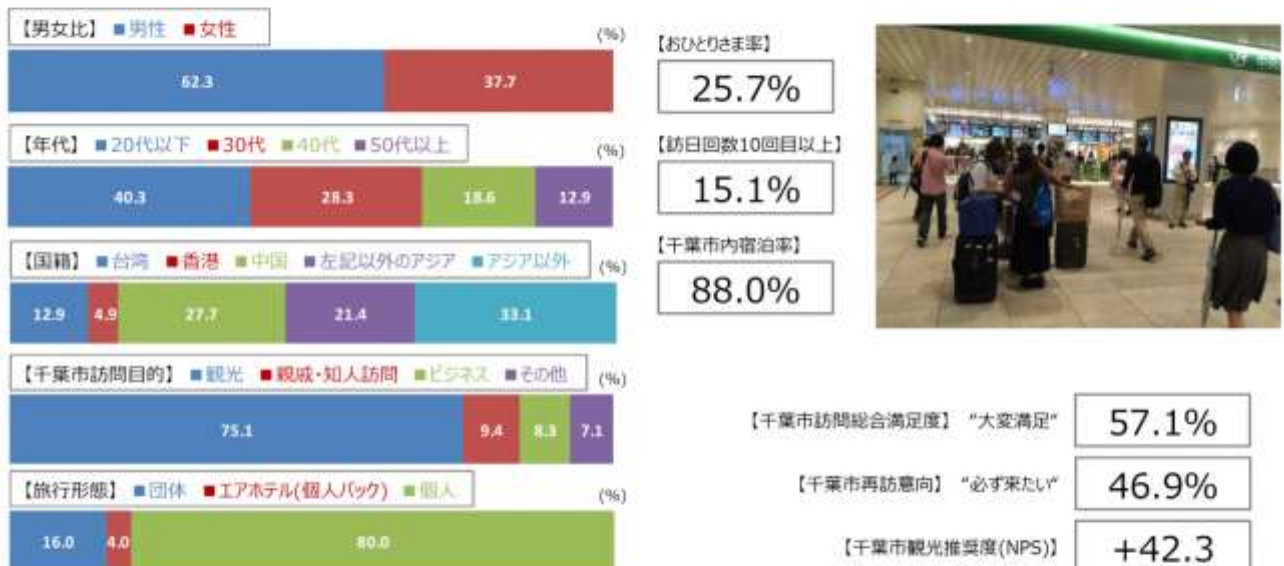 【男女比】 ■男性 ■女性
(%)
62.3 37.7
【年代】 ■20代以下 ■30代 ■40代 ■50代以上
(%)
40.3 28.3 18.6 12.9
【国籍】 ■台湾 ■香港 ■中国 ■左記以外のアジア ■アジア以外
(%)
12.9 4.9 27.7 21.4 33.1
【千葉市訪問目的】 ■観光 ■親戚・知人訪問 ■ビジネス ■その他
(%)
75.1 9.4 8.3 7.1
【旅行形態】 ■団体 ■エアホテル(個人パック) ■個人
(%)
16.0 4.0 80.0
【おひとりさま率】
25.7%
【訪日回数10回目以上】
15.1%
【千葉市内宿泊率】
88.0%
【千葉市訪問総合満足度】 “大変満足”
57.1%
【千葉市再訪意向】 “必ず来たい”
46.9%
【千葉市観光推奨度(NPS)】
+42.3